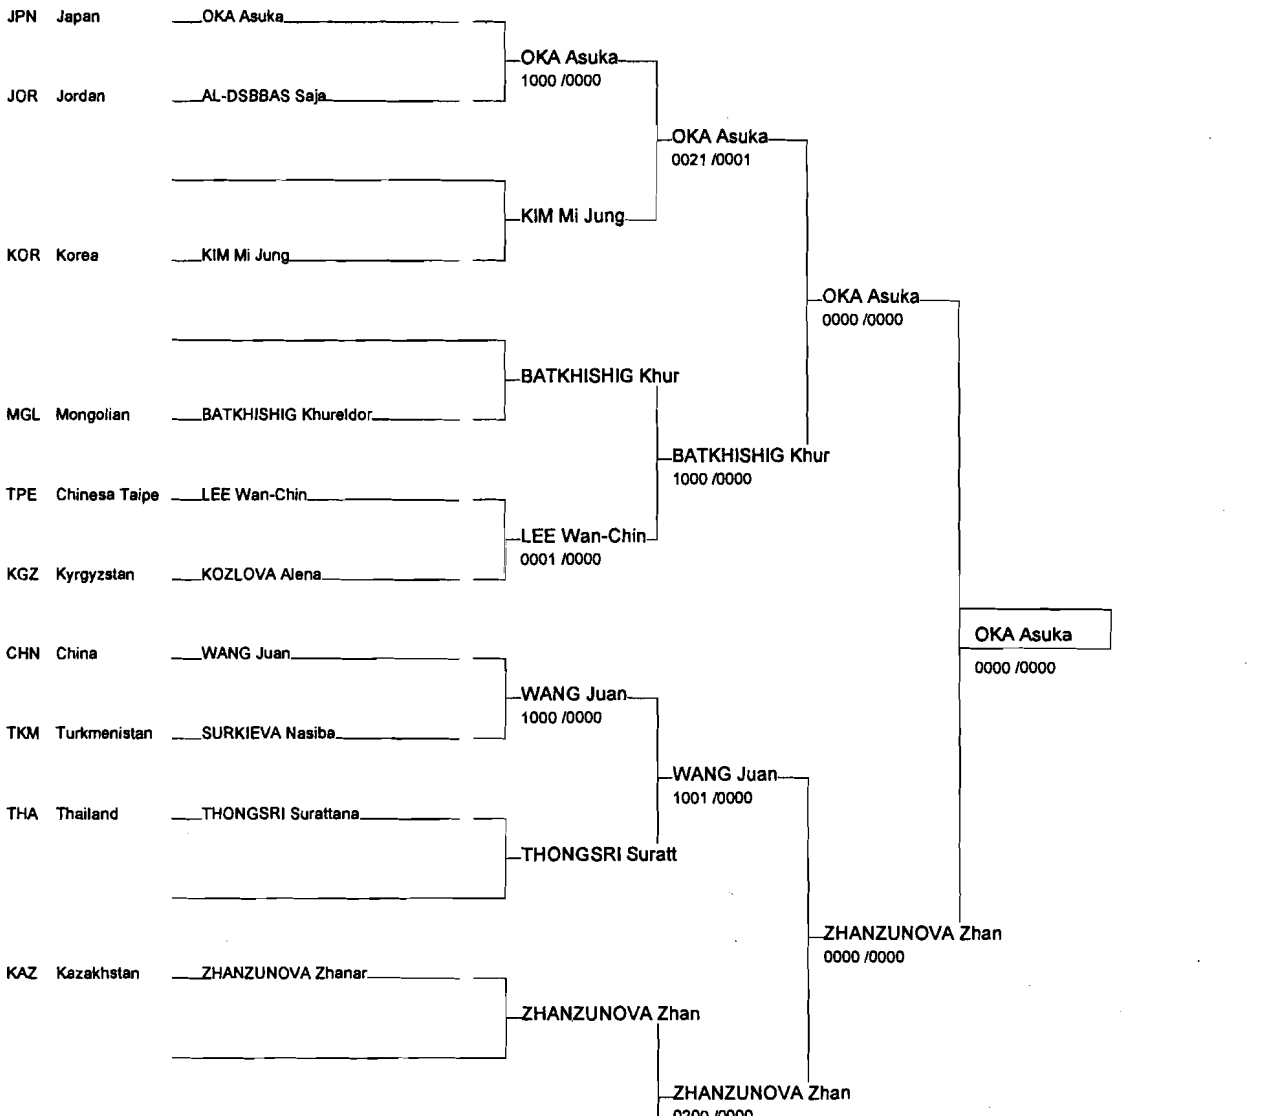 JPN Japan OKA Asuka
OKA Asuka
1000 /0000
JOR Jordan AL-DSBBAS Saja
OKA Asuka
0021 /0001
KIM Mi Jung
KOR Korea KIM Mi Jung
OKA Asuka
0000 /0000
BATKHISHIG Khur
MGL Mongolian BATKHISHIG Khureldor
BATKHISHIG Khur
1000 /0000
TPE Chinesa Taipe LEE Wan-Chin
LEE Wan-Chin
0001 /0000
KGZ Kyrgyzstan KOZLOVA Alena
OKA Asuka
0000 /0000
CHN China WANG Juan
WANG Juan
1000 /0000
TKM Turkmenistan SURKIEVA Nasiba
WANG Juan
1001 /0000
THA Thailand THONGSRI Surattana
THONGSRI Suratt
ZHANZUNOVA Zhan
0000 /0000
KAZ Kazakhstan ZHANZUNOVA Zhanar
ZHANZUNOVA Zhan
ZHANZUNOVA Zhan
0200 /0000